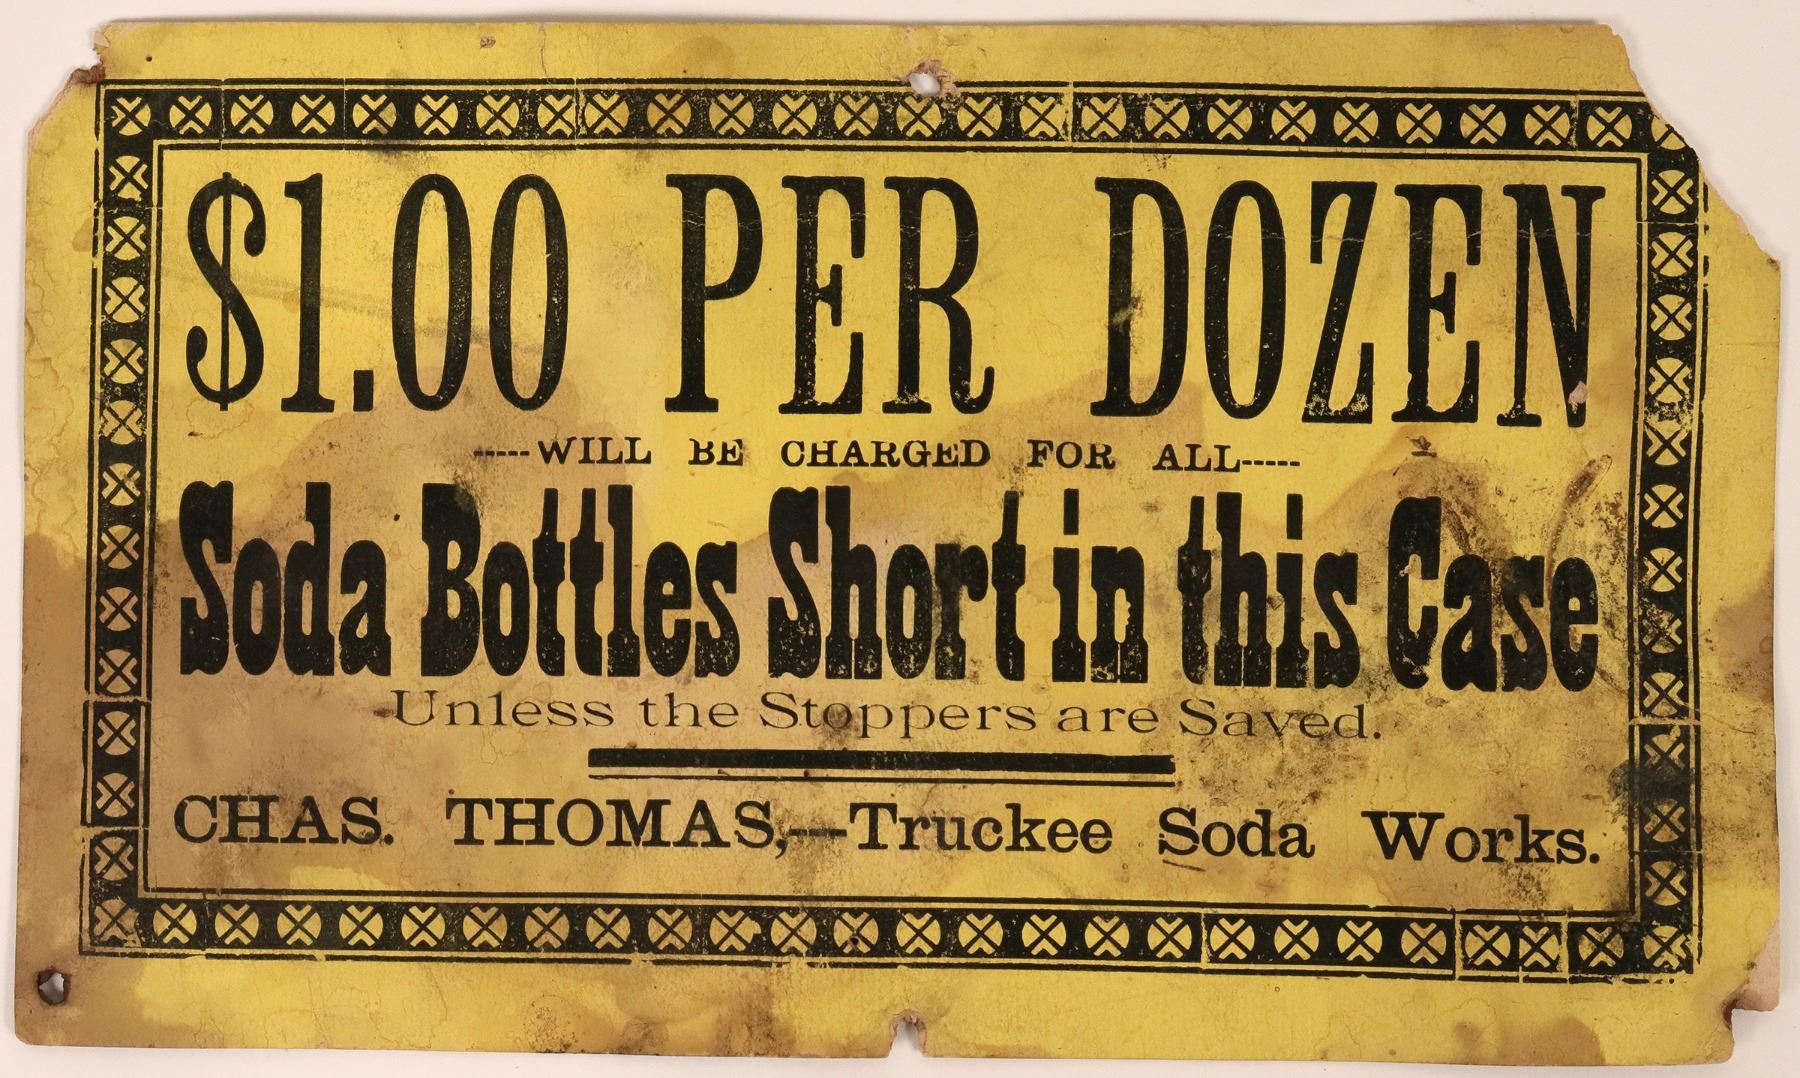 $1.00 PER DOZEN
-----WILL BE CHARGED FOR ALL-----
Soda Bottles Short in this Case
Unless the Stoppers are Saved.
CHAS. THOMAS,—Truckee Soda Works.